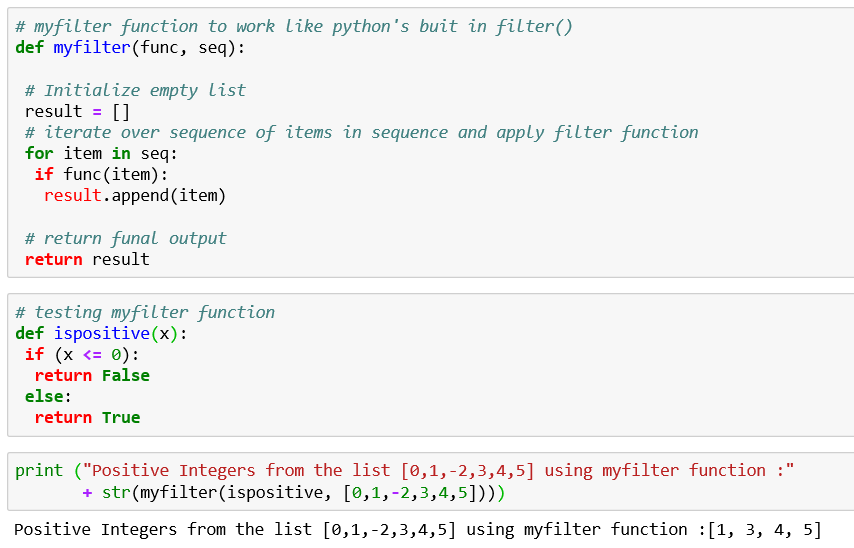 # myfilter function to work like python's buit in filter()
def myfilter(func, seq):
# Initialize empty list
result = []
# iterate over sequence of items in sequence and apply filter function
for item in seq:
if func(item):
result.append(item)
# return funal output
return result
# testing myfilter function
def ispositive(x):
if (x <= 0):
return False
else:
return True
print ("Positive Integers from the list [0,1,-2,3,4,5] using myfilter function :"
+ str(myfilter(ispositive, [0,1,-2,3,4,5])))
Positive Integers from the list [0,1,-2,3,4,5] using myfilter function :[1, 3, 4, 5]